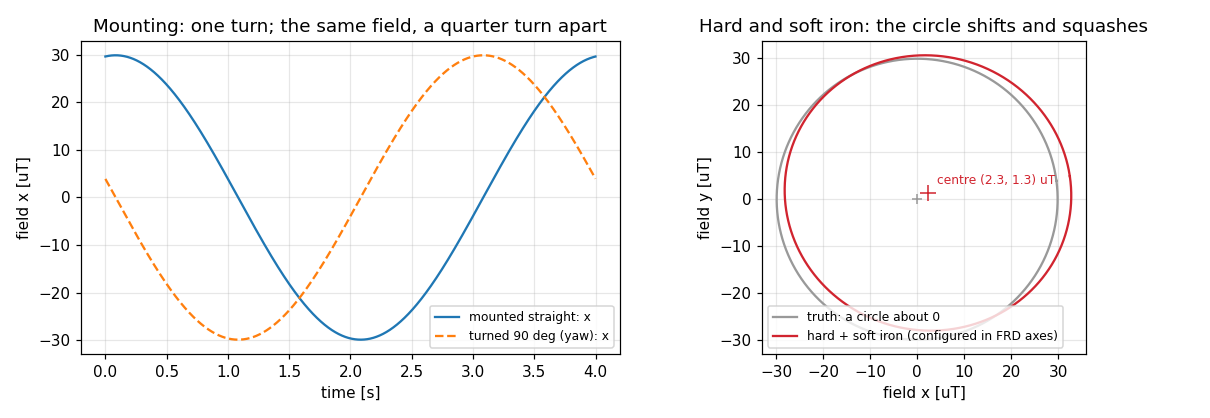 Mounting: one turn; the same field, a quarter turn apart
field x [uT]
30
20
10
0
−10
−20
−30
0.0 0.5 1.0 1.5 2.0 2.5 3.0 3.5 4.0
time [s]
mounted straight: x
turned 90 deg (yaw): x
Hard and soft iron: the circle shifts and squashes
field y [uT]
30
20
10
0
−10
−20
−30
−30 −20 −10 0 10 20 30
field x [uT]
centre (2.3, 1.3) uT
truth: a circle about 0
hard + soft iron (configured in FRD axes)